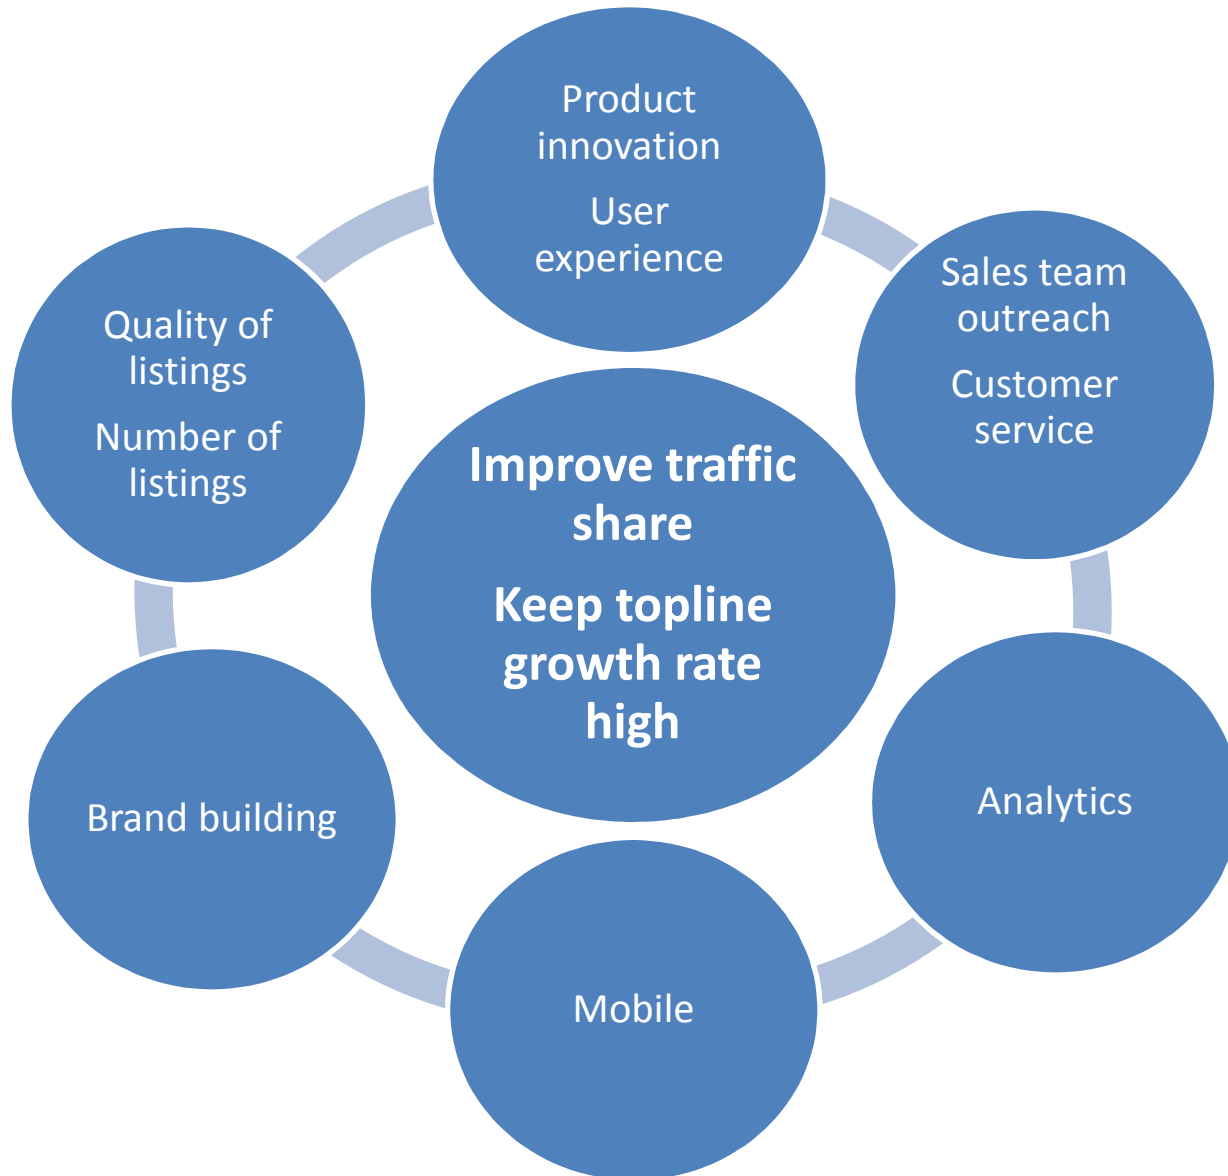 Product
innovation
User
experience
Sales team
outreach
Customer
service
Quality of
listings
Number of
listings
Improve traffic
share
Keep topline
growth rate
high
Analytics
Brand building
Mobile